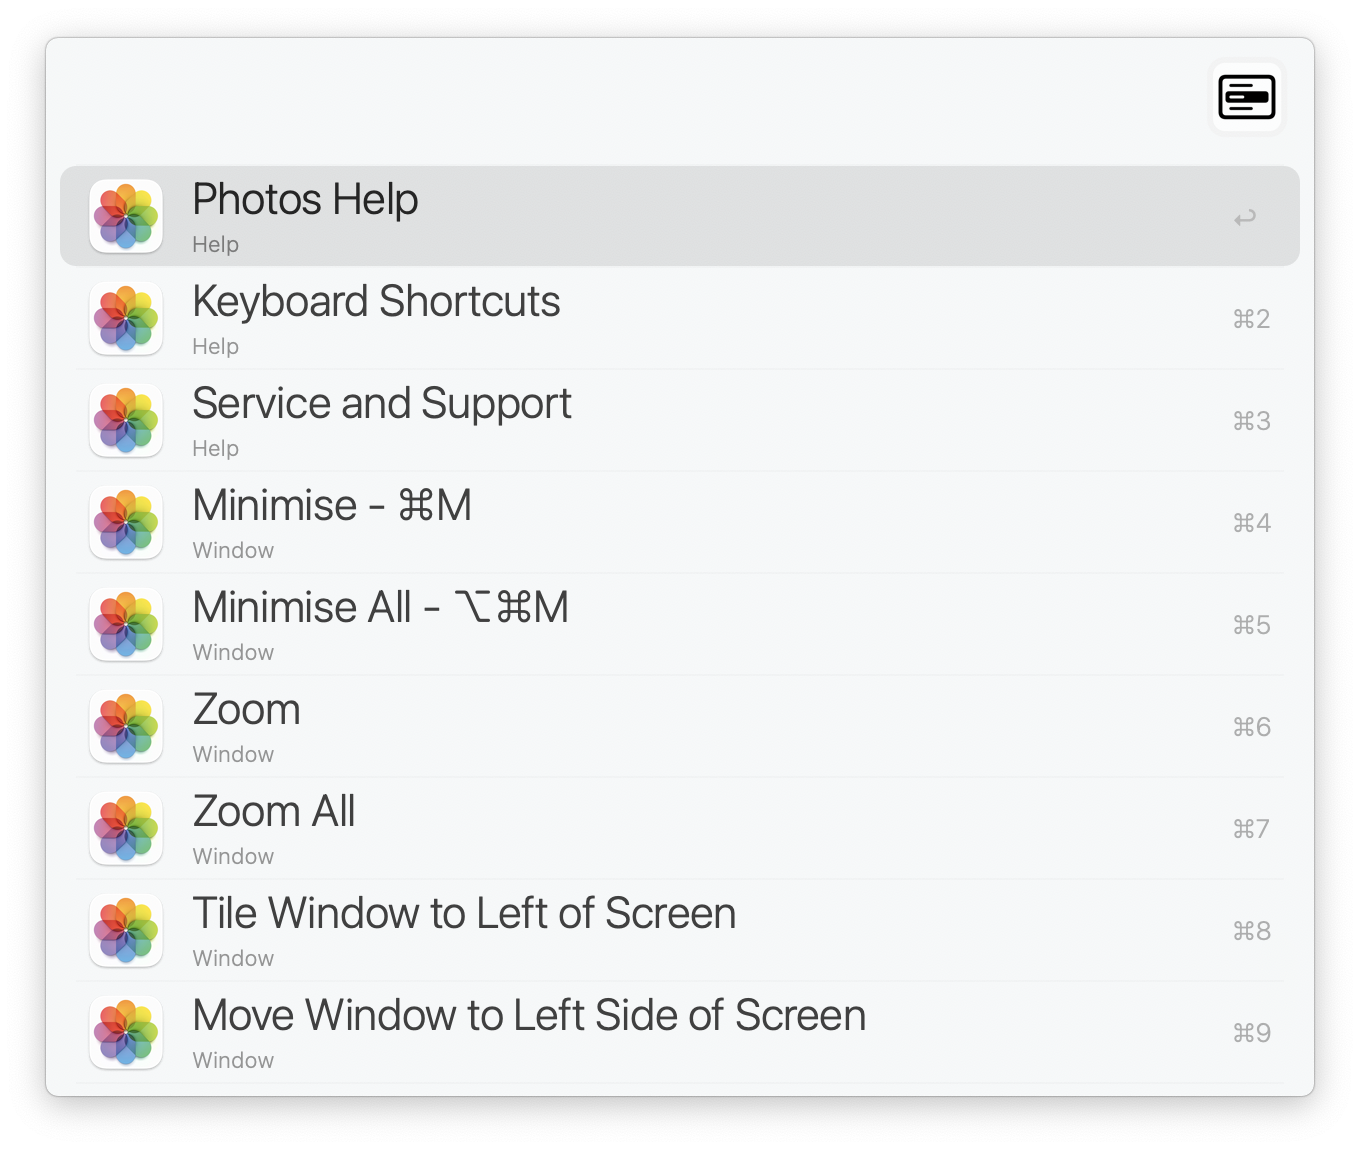 Photos Help
Help
↩
Keyboard Shortcuts
Help
⌘2
Service and Support
Help
⌘3
Minimise - ⌘M
Window
⌘4
Minimise All - ⌥⌘M
Window
⌘5
Zoom
Window
⌘6
Zoom All
Window
⌘7
Tile Window to Left of Screen
Window
⌘8
Move Window to Left Side of Screen
Window
⌘9